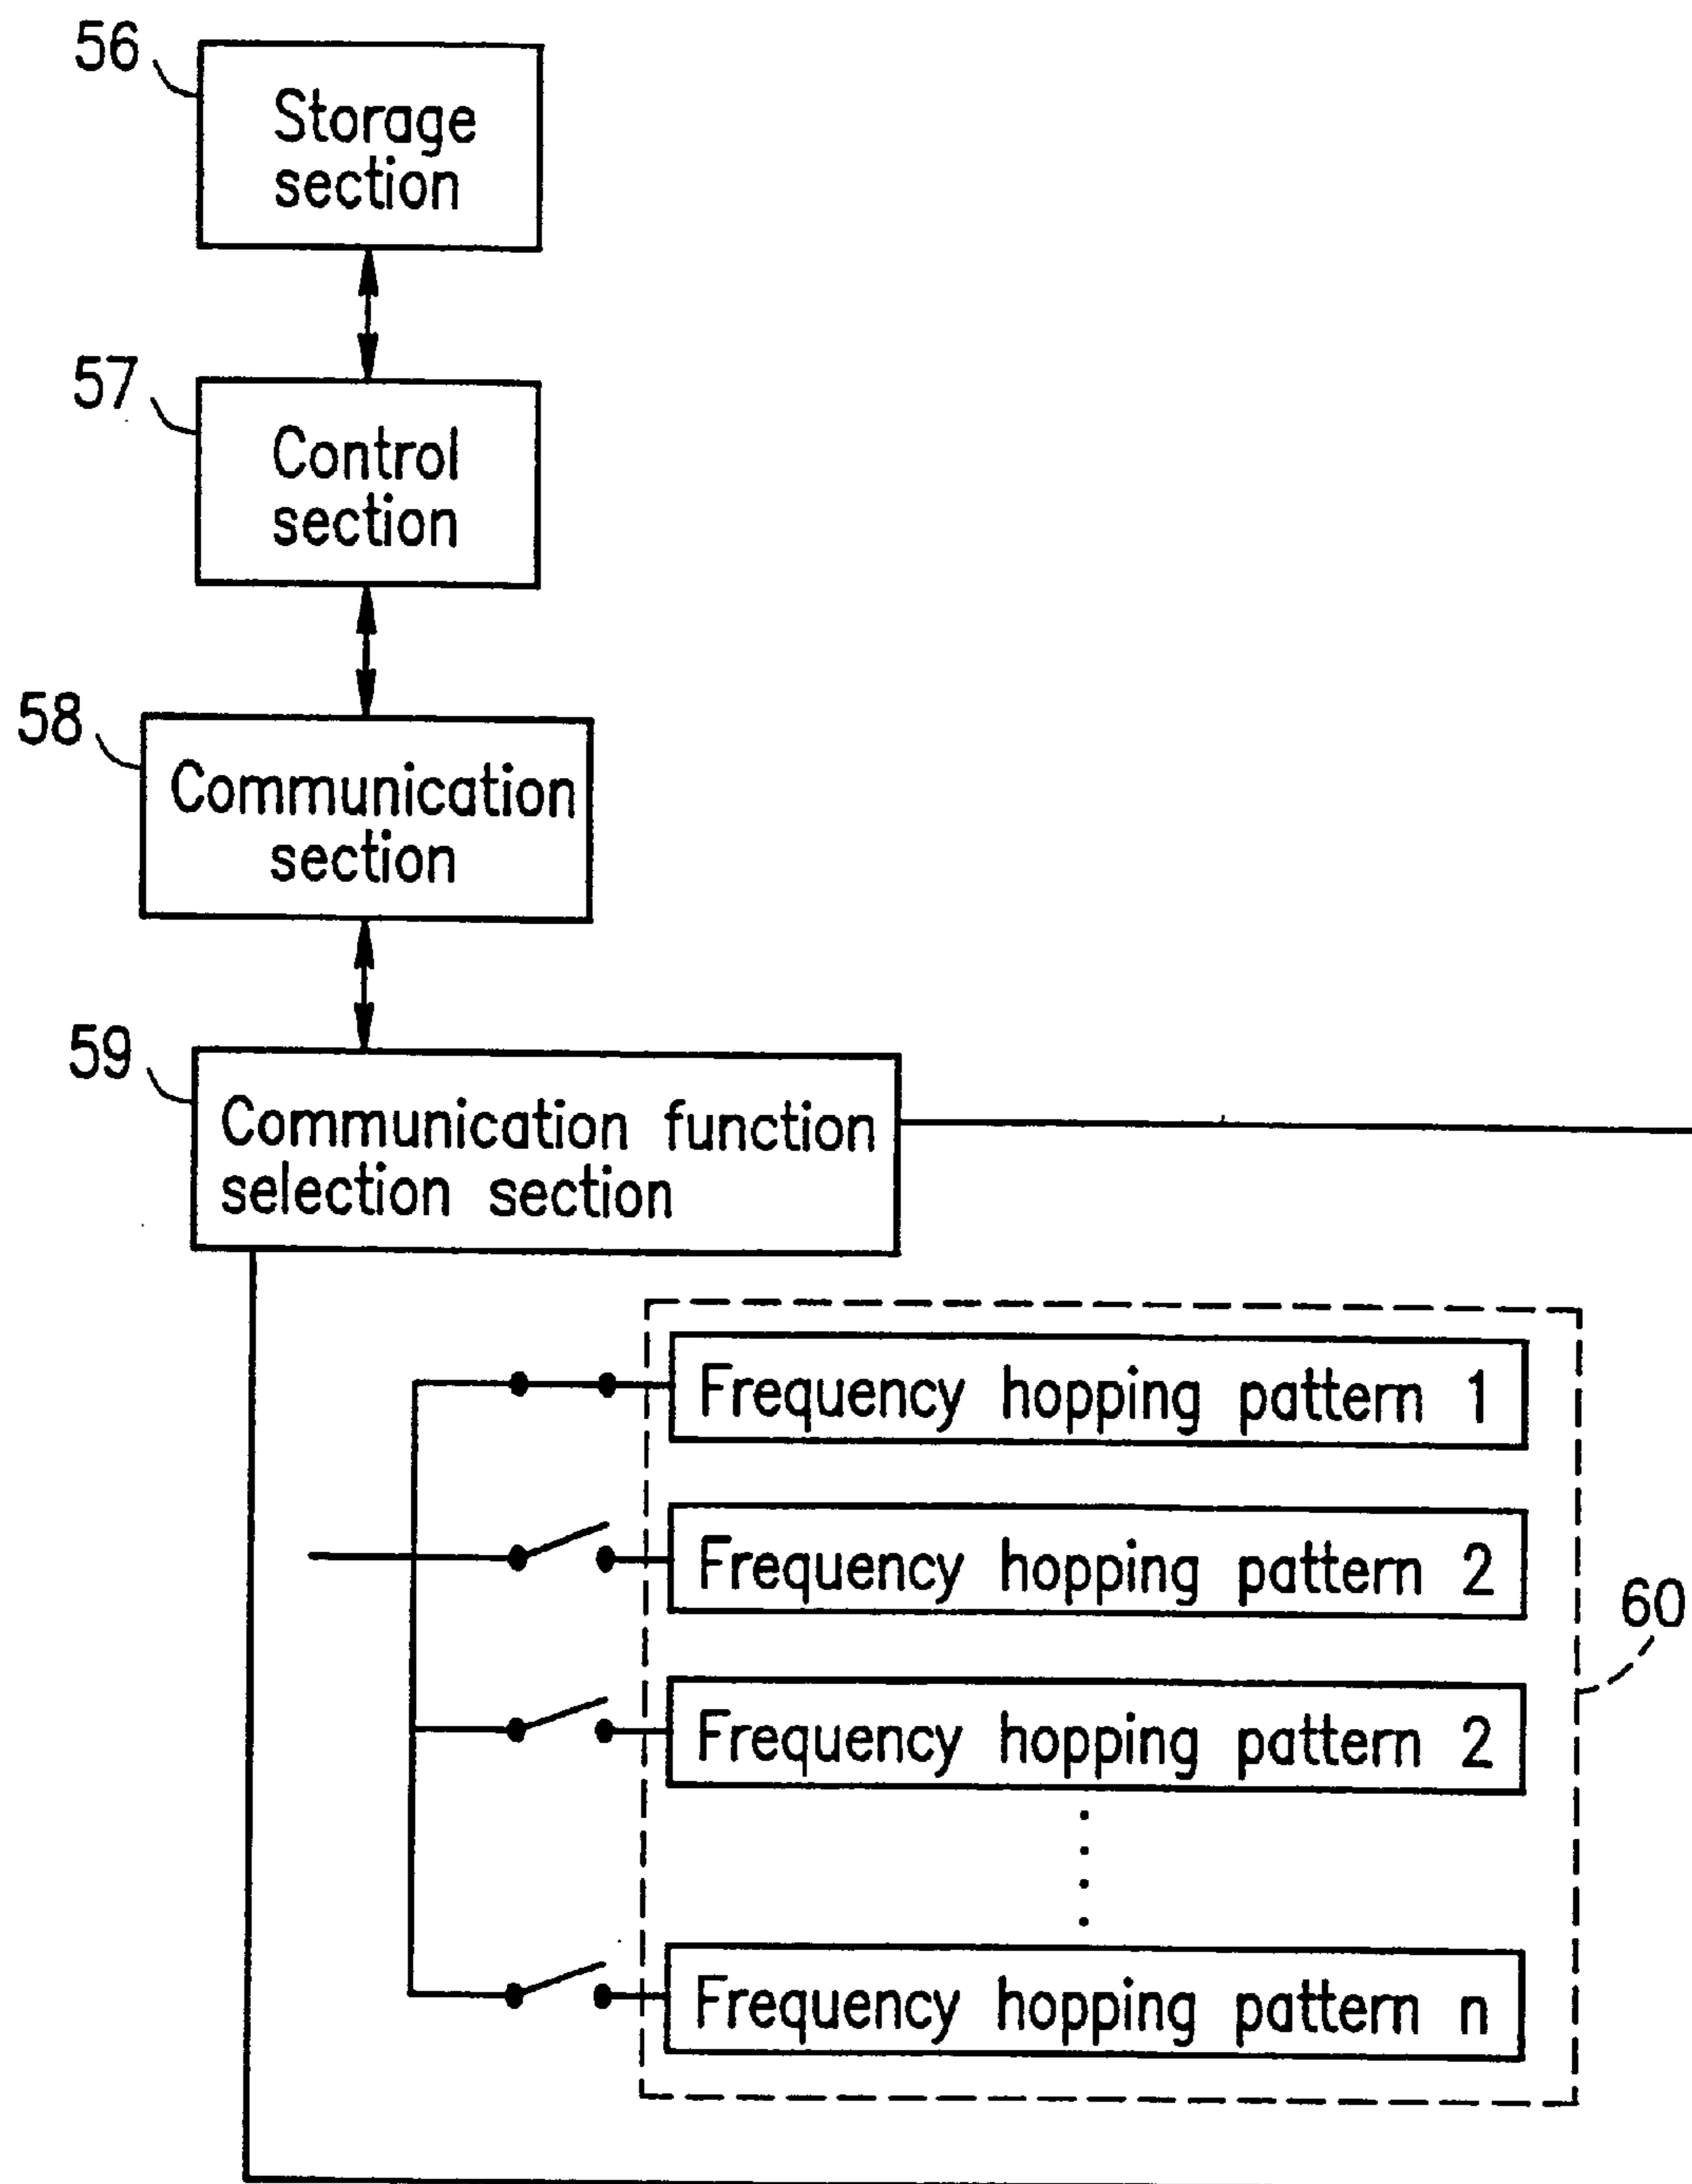 56
Storage
section
57
Control
section
58
Communication
section
59
Communication function
selection section
Frequency hopping pattern 1
Frequency hopping pattern 2
60
Frequency hopping pattern 2
Frequency hopping pattern n